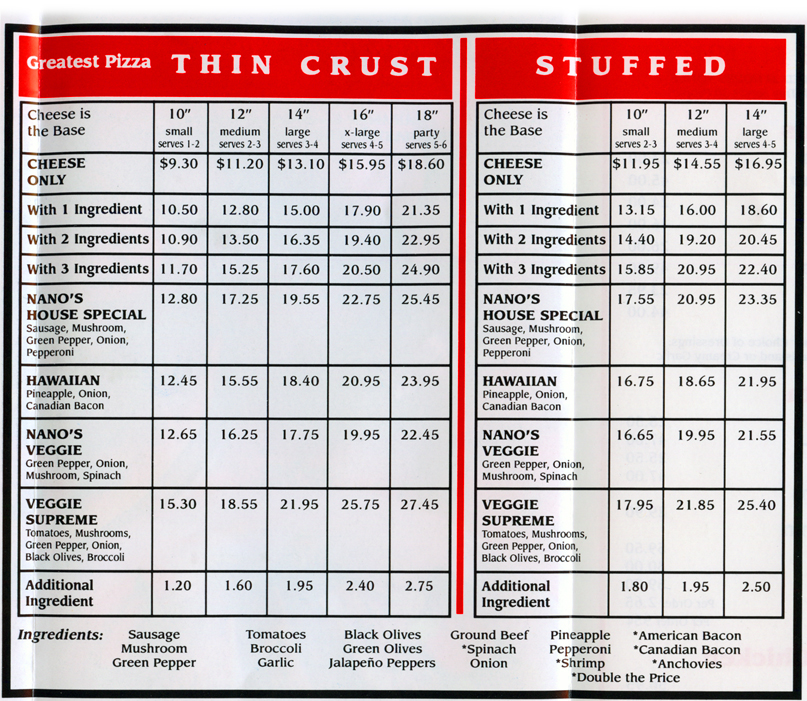 Greatest Pizza THIN CRUST
Cheese is the Base 10" small serves 1-2 12" medium serves 2-3 14" large serves 3-4 16" x-large serves 4-5 18" party serves 5-6
CHEESE ONLY $9.30 $11.20 $13.10 $15.95 $18.60
With 1 Ingredient 10.50 12.80 15.00 17.90 21.35
With 2 Ingredients 10.90 13.50 16.35 19.40 22.95
With 3 Ingredients 11.70 15.25 17.60 20.50 24.90
NANO'S 12.80 17.25 19.55 22.75 25.45
HOUSE SPECIAL
Sausage, Mushroom,
Green Pepper, Onion,
Pepperoni
HAWAIIAN 12.45 15.55 18.40 20.95 23.95
Pineapple, Onion,
Canadian Bacon
NANO'S 12.65 16.25 17.75 19.95 22.45
VEGGIE
Green Pepper, Onion,
Mushroom, Spinach
VEGGIE 15.30 18.55 21.95 25.75 27.45
SUPREME
Tomatoes, Mushrooms,
Green Pepper, Onion,
Black Olives, Broccoli
Additional 1.20 1.60 1.95 2.40 2.75
Ingredient
STUFFED
Cheese is the Base 10" small serves 2-3 12" medium serves 3-4 14" large serves 4-5
CHEESE ONLY $11.95 $14.55 $16.95
With 1 Ingredient 13.15 16.00 18.60
With 2 Ingredients 14.40 19.20 20.45
With 3 Ingredients 15.85 20.95 22.40
NANO'S 17.55 20.95 23.35
HOUSE SPECIAL
Sausage, Mushroom,
Green Pepper, Onion,
Pepperoni
HAWAIIAN 16.75 18.65 21.95
Pineapple, Onion,
Canadian Bacon
NANO'S 16.65 19.95 21.55
VEGGIE
Green Pepper, Onion,
Mushroom, Spinach
VEGGIE 17.95 21.85 25.40
SUPREME
Tomatoes, Mushrooms,
Green Pepper, Onion,
Black Olives, Broccoli
Additional 1.80 1.95 2.50
Ingredient
Ingredients: Sausage Tomatoes Black Olives Ground Beef Pineapple *American Bacon
Mushroom Broccoli Green Olives *Spinach Pepperoni *Canadian Bacon
Green Pepper Garlic Jalapeño Peppers Onion *Shrimp *Anchovies
*Double the Price